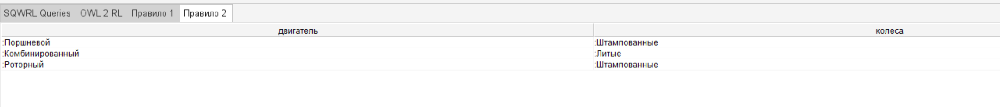 SQWRL Queries OWL 2 RL Правило 1 Правило 2
двигатель колеса
:Поршневой :Штампованные
:Комбинированный :Литые
:Роторный :Штампованные